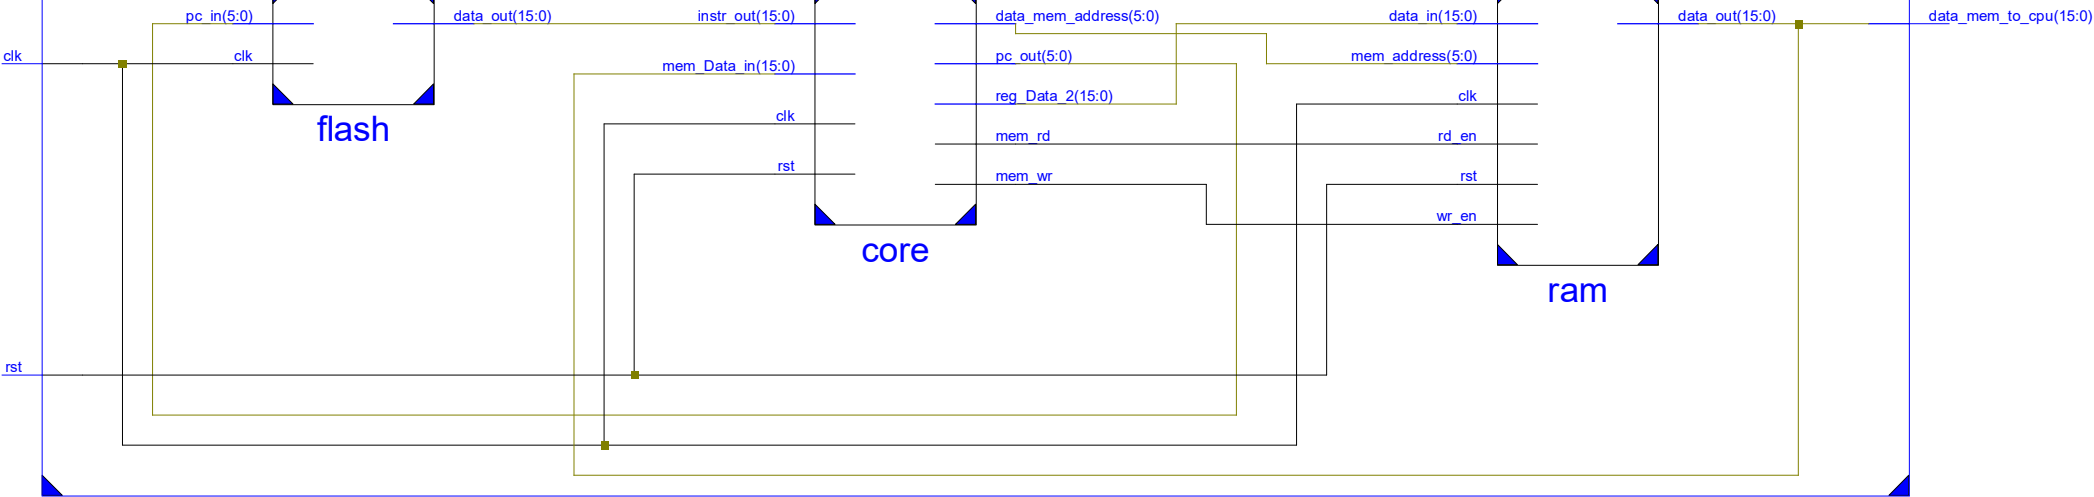 pc_in(5:0)
data_out(15:0)
instr_out(15:0)
data_mem_address(5:0)
data_in(15:0)
data_out(15:0)
data_mem_to_cpu(15:0)
clk
clk
mem_Data_in(15:0)
pc_out(5:0)
mem_address(5:0)
reg_Data_2(15:0)
clk
clk
mem_rd
rd_en
rst
mem_wr
rst
wr_en
flash
core
ram
rst